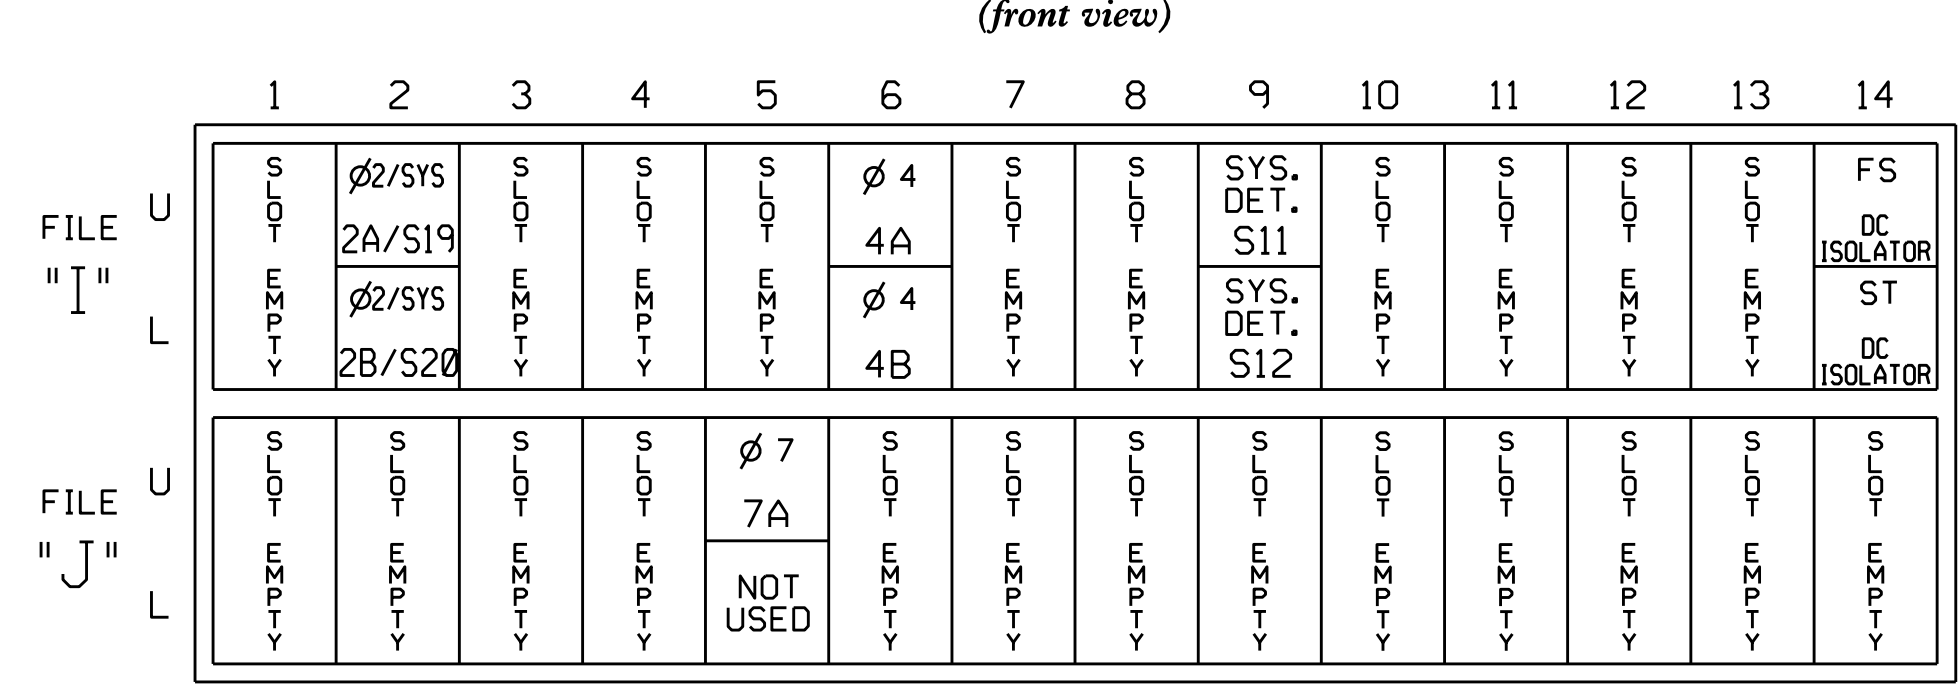 (front view)
1 2 3 4 5 6 7 8 9 10 11 12 13 14
FILE "I"
U
L
SLOT EMPTY
Ø2/SYS
2A/S19
Ø2/SYS
2B/S20
SLOT EMPTY
SLOT EMPTY
SLOT EMPTY
Ø 4
4A
Ø 4
4B
SLOT EMPTY
SLOT EMPTY
SYS.
DET.
S11
SYS.
DET.
S12
SLOT EMPTY
SLOT EMPTY
SLOT EMPTY
SLOT EMPTY
FS
DC
ISOLATOR
ST
DC
ISOLATOR
FILE "J"
U
L
SLOT EMPTY
SLOT EMPTY
SLOT EMPTY
SLOT EMPTY
Ø 7
7A
NOT
USED
SLOT EMPTY
SLOT EMPTY
SLOT EMPTY
SLOT EMPTY
SLOT EMPTY
SLOT EMPTY
SLOT EMPTY
SLOT EMPTY
SLOT EMPTY